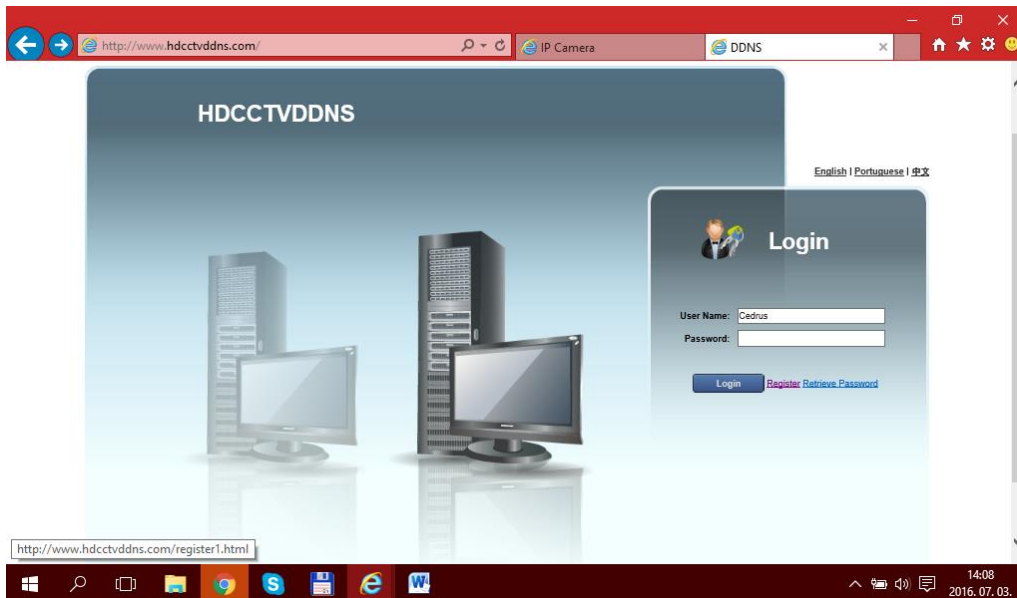 http://www.hdcctvddns.com/
IP Camera
DDNS
HDCCTVDDNS
English | Portuguese | 中文
Login
User Name: Cedrus
Password:
Login Register Retrieve Password
http://www.hdcctvddns.com/register1.html
14:08
2016. 07. 03.